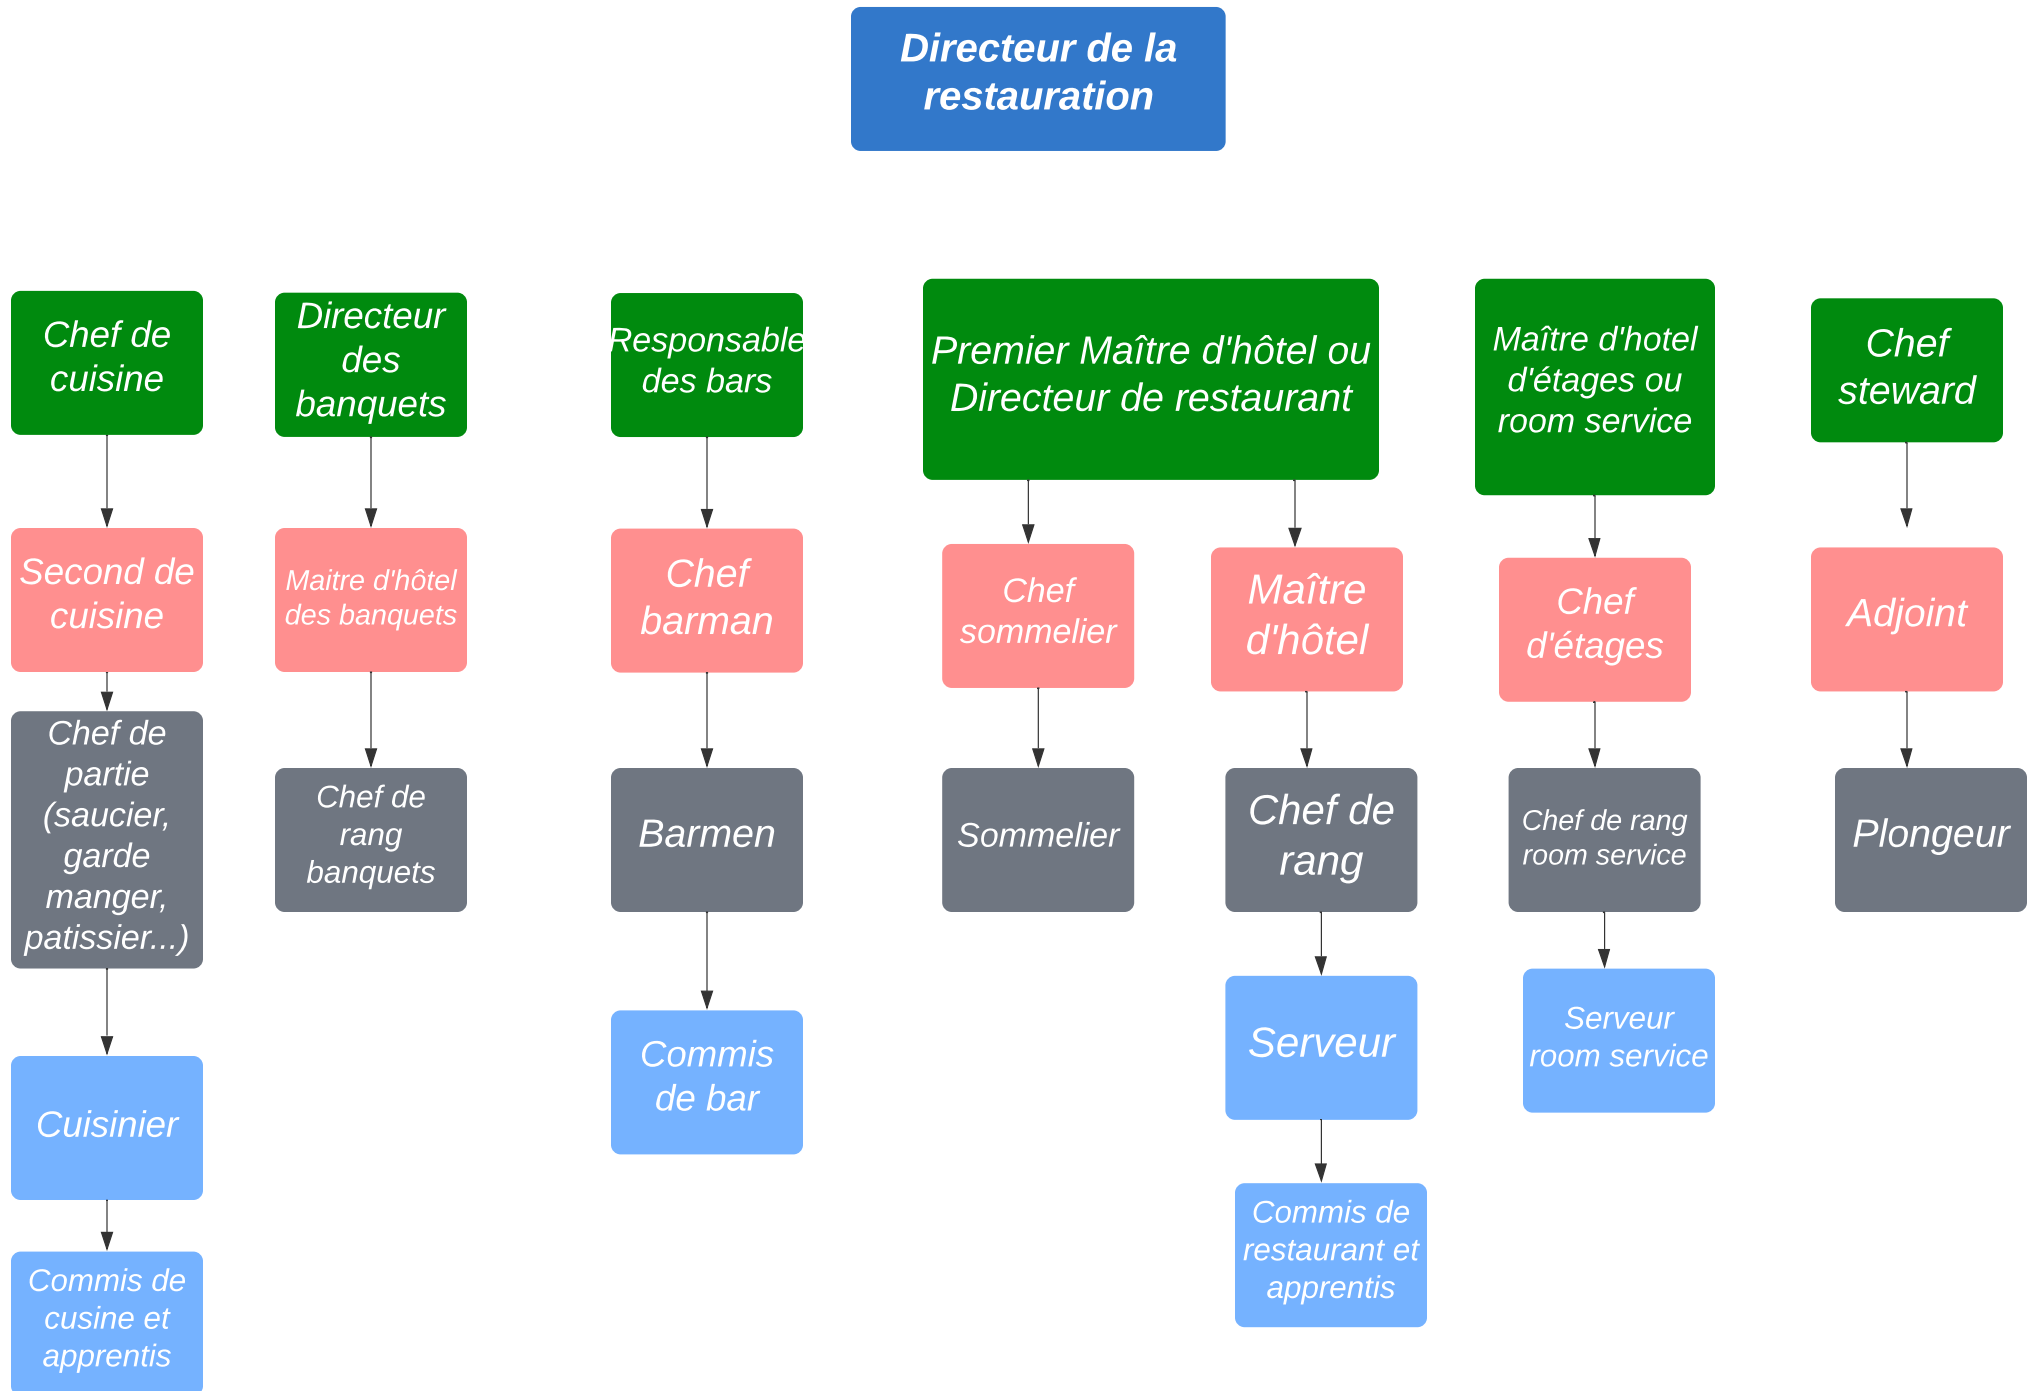 Directeur de la
restauration
Chef de
cuisine
Directeur
des
banquets
Responsable
des bars
Premier Maître d'hôtel ou
Directeur de restaurant
Maître d'hotel
d'étages ou
room service
Chef
steward
Second de
cuisine
Maitre d'hôtel
des banquets
Chef
barman
Chef
sommelier
Maître
d'hôtel
Chef
d'étages
Adjoint
Chef de
partie
(saucier,
garde
manger,
patissier...)
Chef de
rang
banquets
Barmen
Sommelier
Chef de
rang
Chef de rang
room service
Plongeur
Cuisinier
Commis
de bar
Serveur
Serveur
room service
Commis de
cusine et
apprentis
Commis de
restaurant et
apprentis